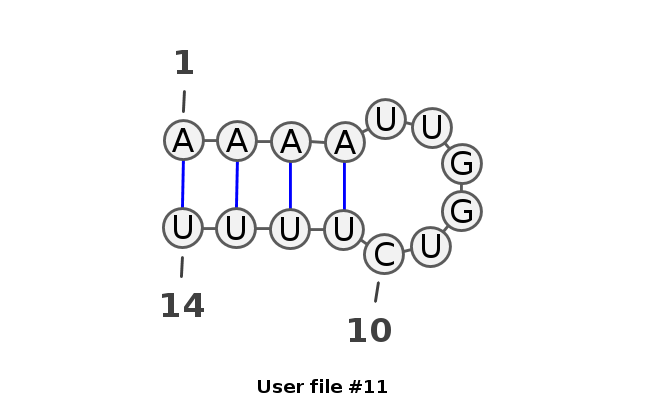 1
A A A A U U
G
G
U U U U C U
14
10
User file #11